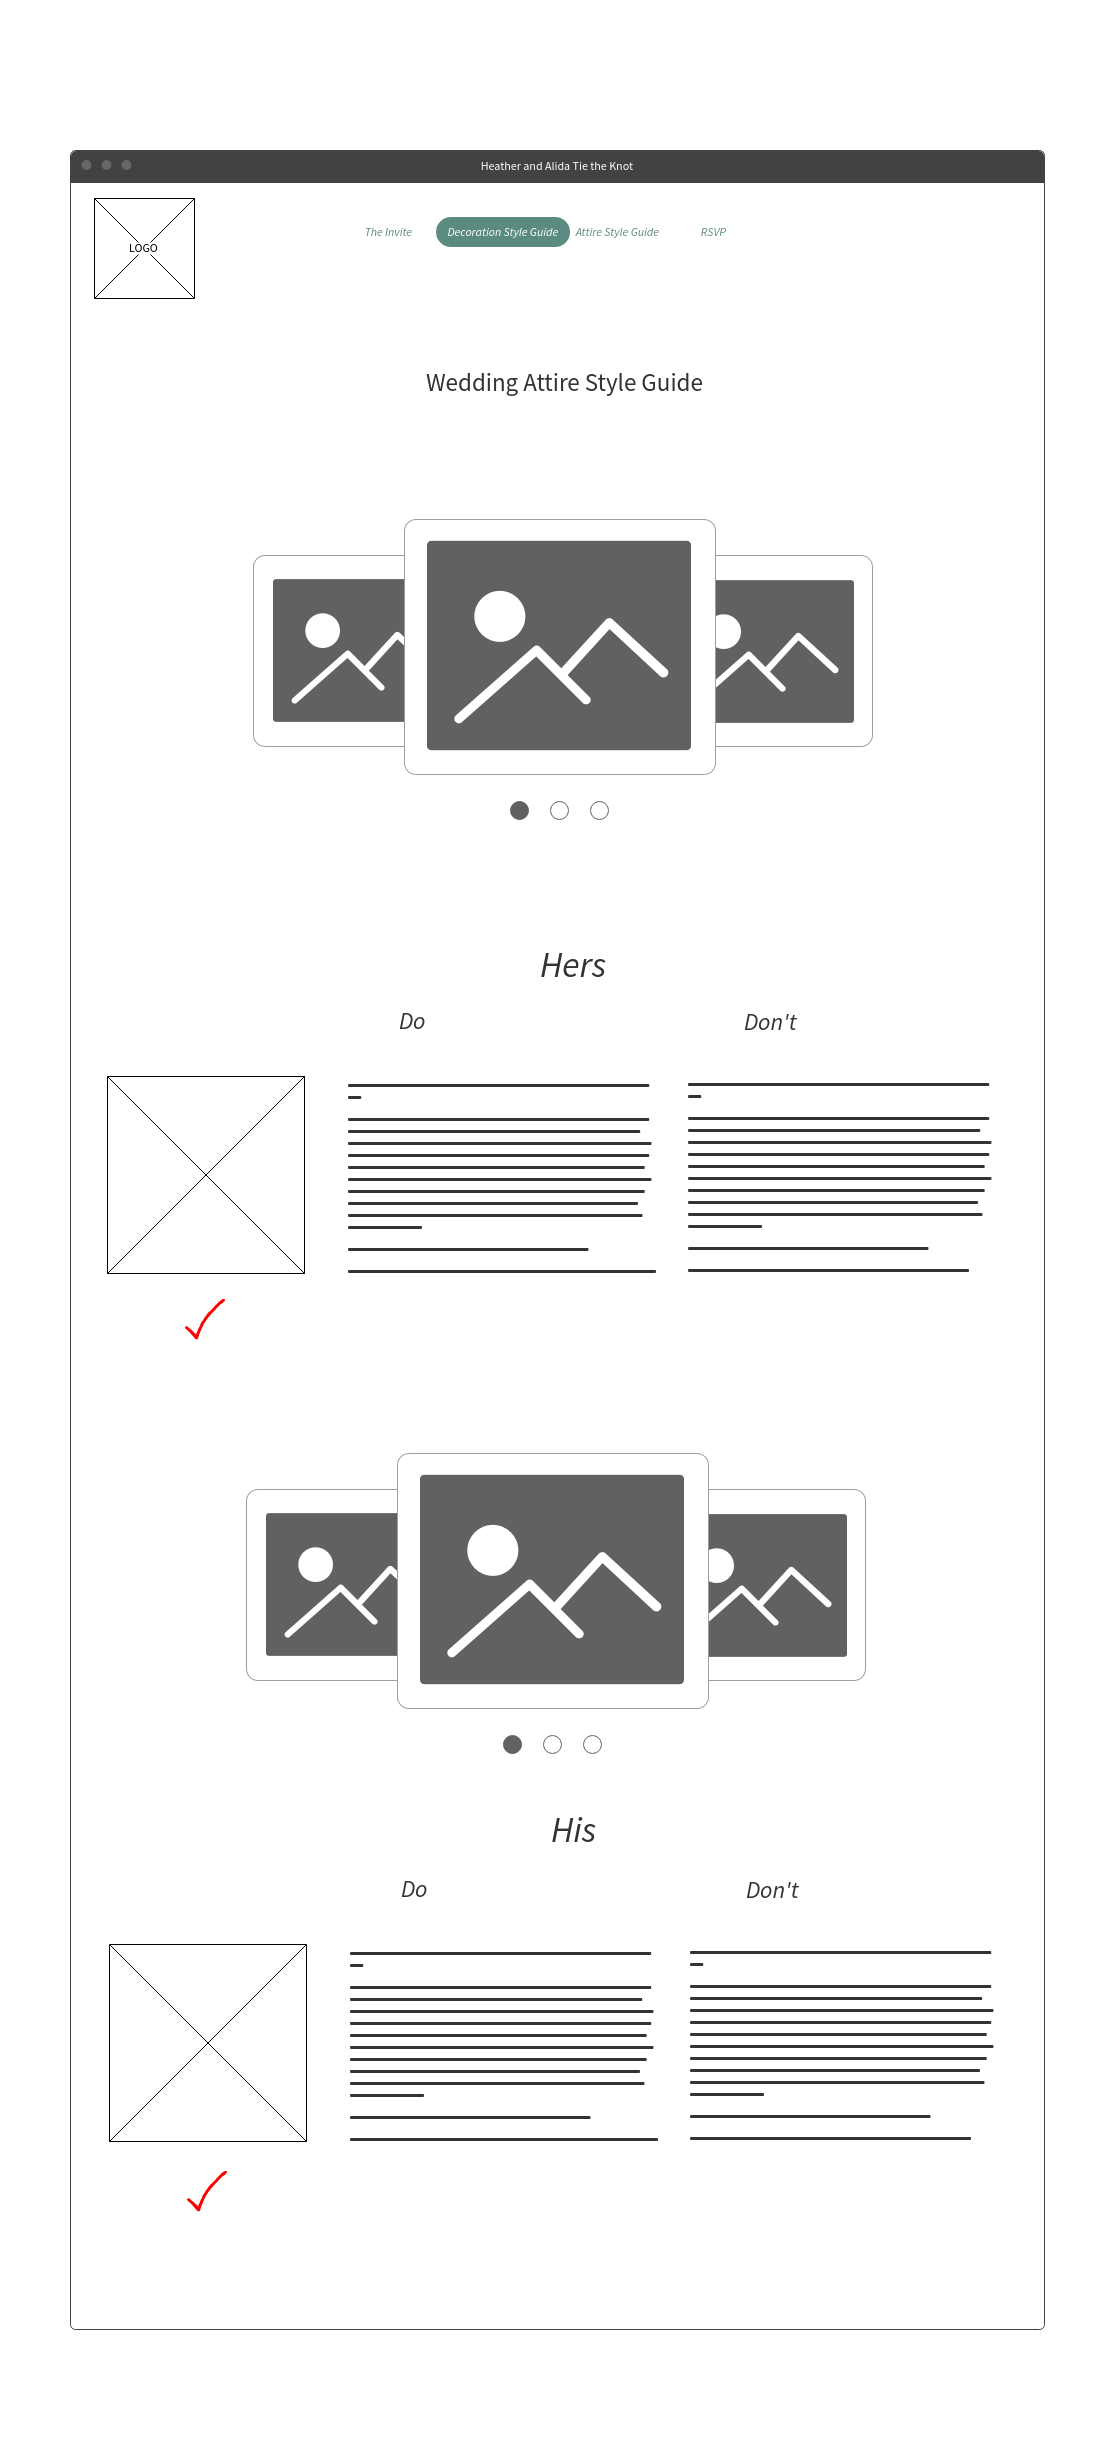 Heather and Alida Tie the Knot
LOGO
The Invite Decoration Style Guide Attire Style Guide RSVP
Wedding Attire Style Guide
Hers
Do Don't
His
Do Don't